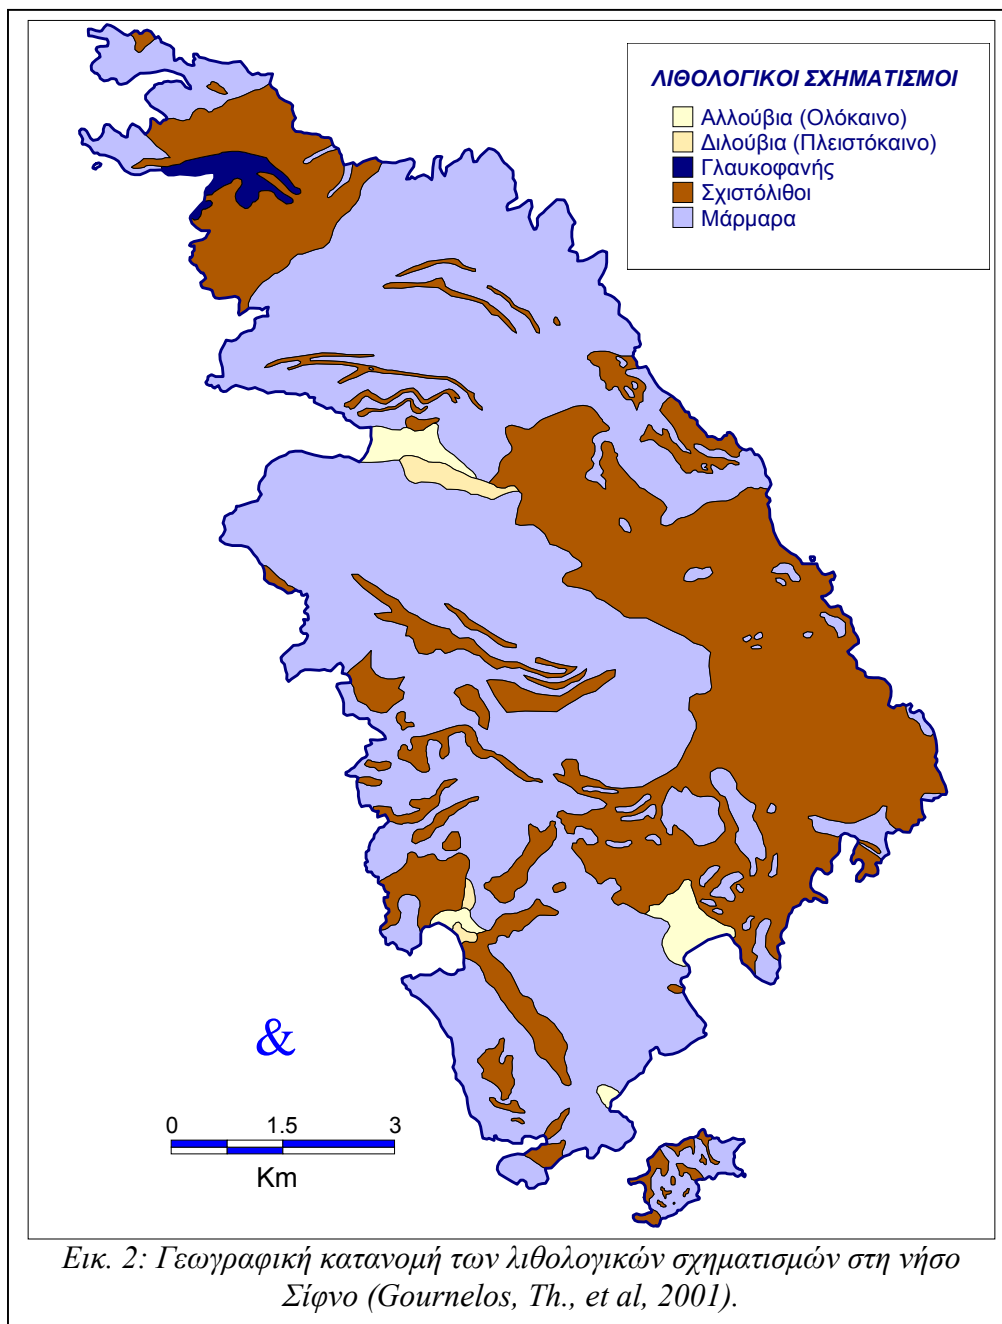 ΛΙΘΟΛΟΓΙΚΟΙ ΣΧΗΜΑΤΙΣΜΟΙ
Αλλούβια (Ολόκαινο)
Διλούβια (Πλειστόκαινο)
Γλαυκοφανής
Σχιστόλιθοι
Μάρμαρα
&
0 1.5 3
Km
Εικ. 2: Γεωγραφική κατανομή των λιθολογικών σχηματισμών στη νήσο
Σίφνο (Gournelos, Th., et al, 2001).